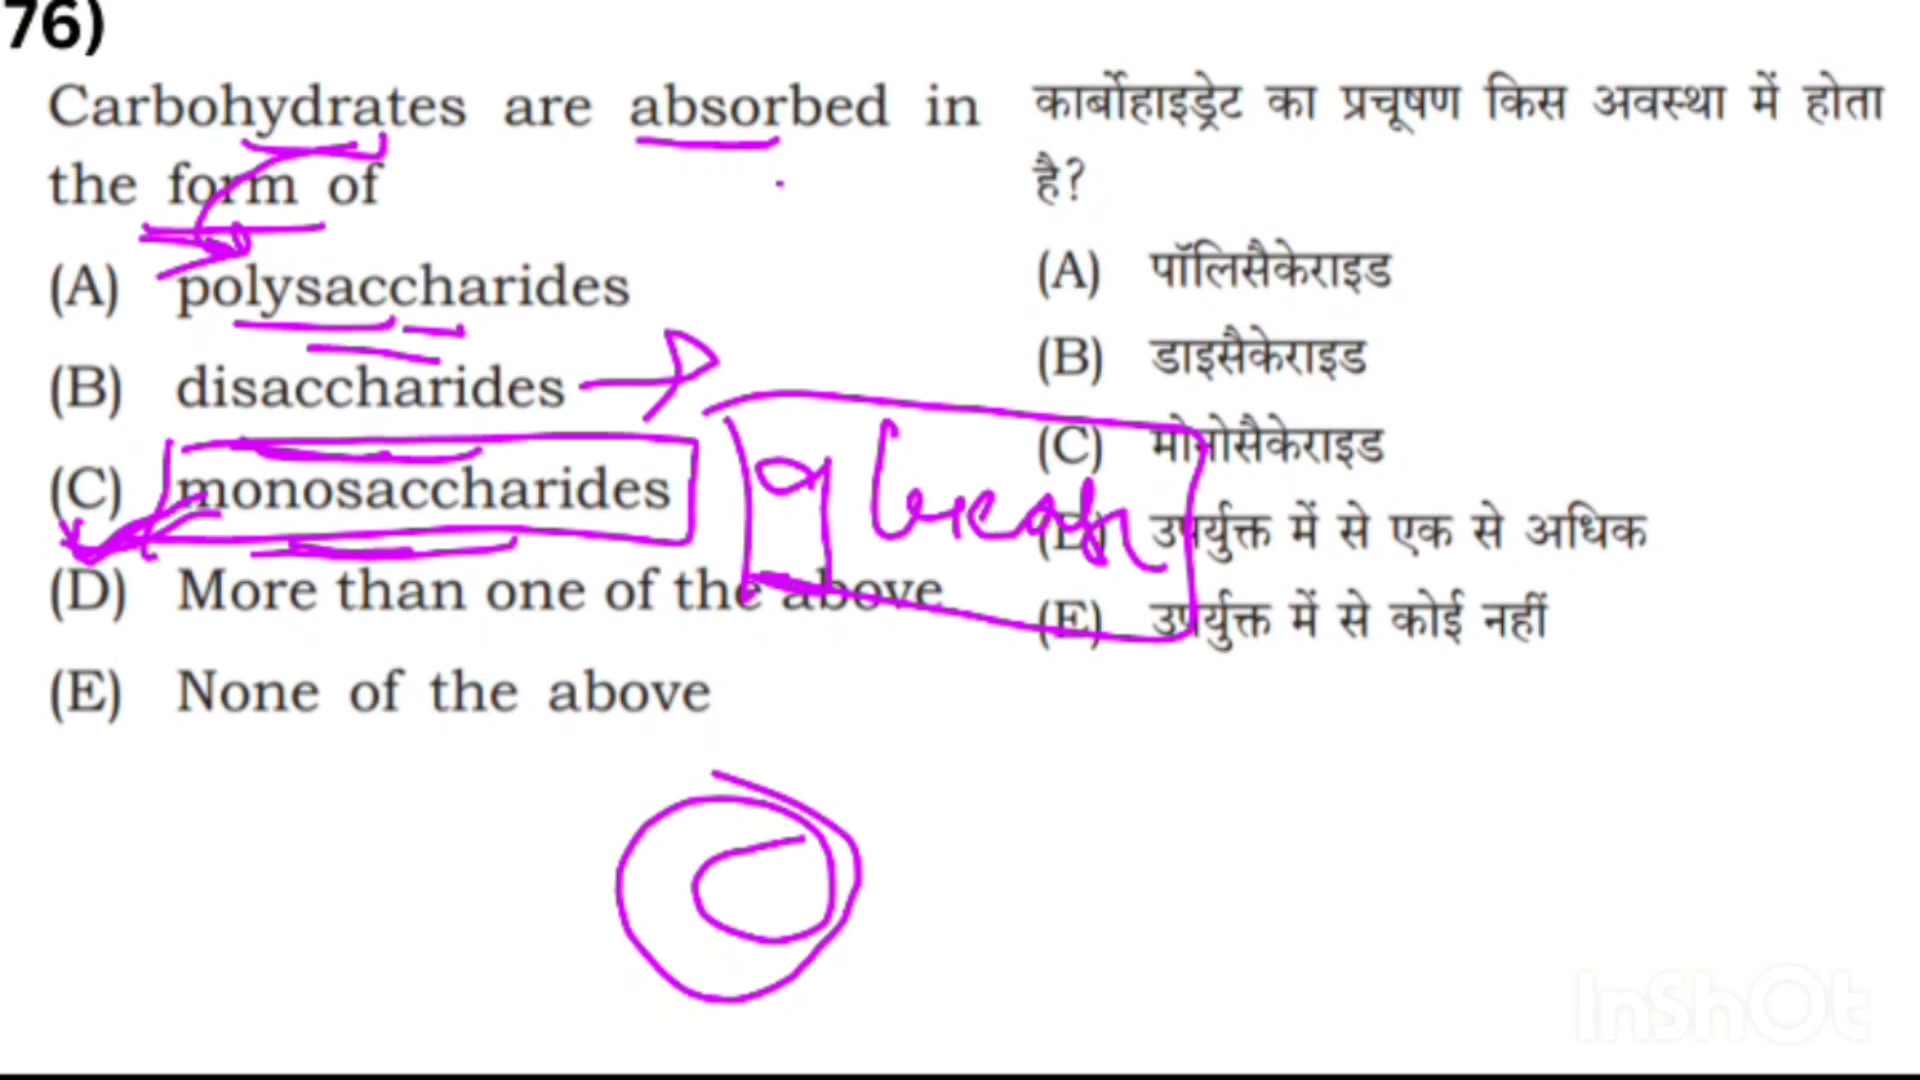 76)
Carbohydrates are absorbed in
the form of
(A) polysaccharides
(B) disaccharides
(C) monosaccharides
(D) More than one of the above
(E) None of the above
कार्बोहाइड्रेट का प्रचूषण किस अवस्था में होता
है?
(A) पॉलिसैकेराइड
(B) डाइसैकेराइड
(C) मोनोसैकेराइड
(D) उपर्युक्त में से एक से अधिक
(E) उपर्युक्त में से कोई नहीं
C
InShOt